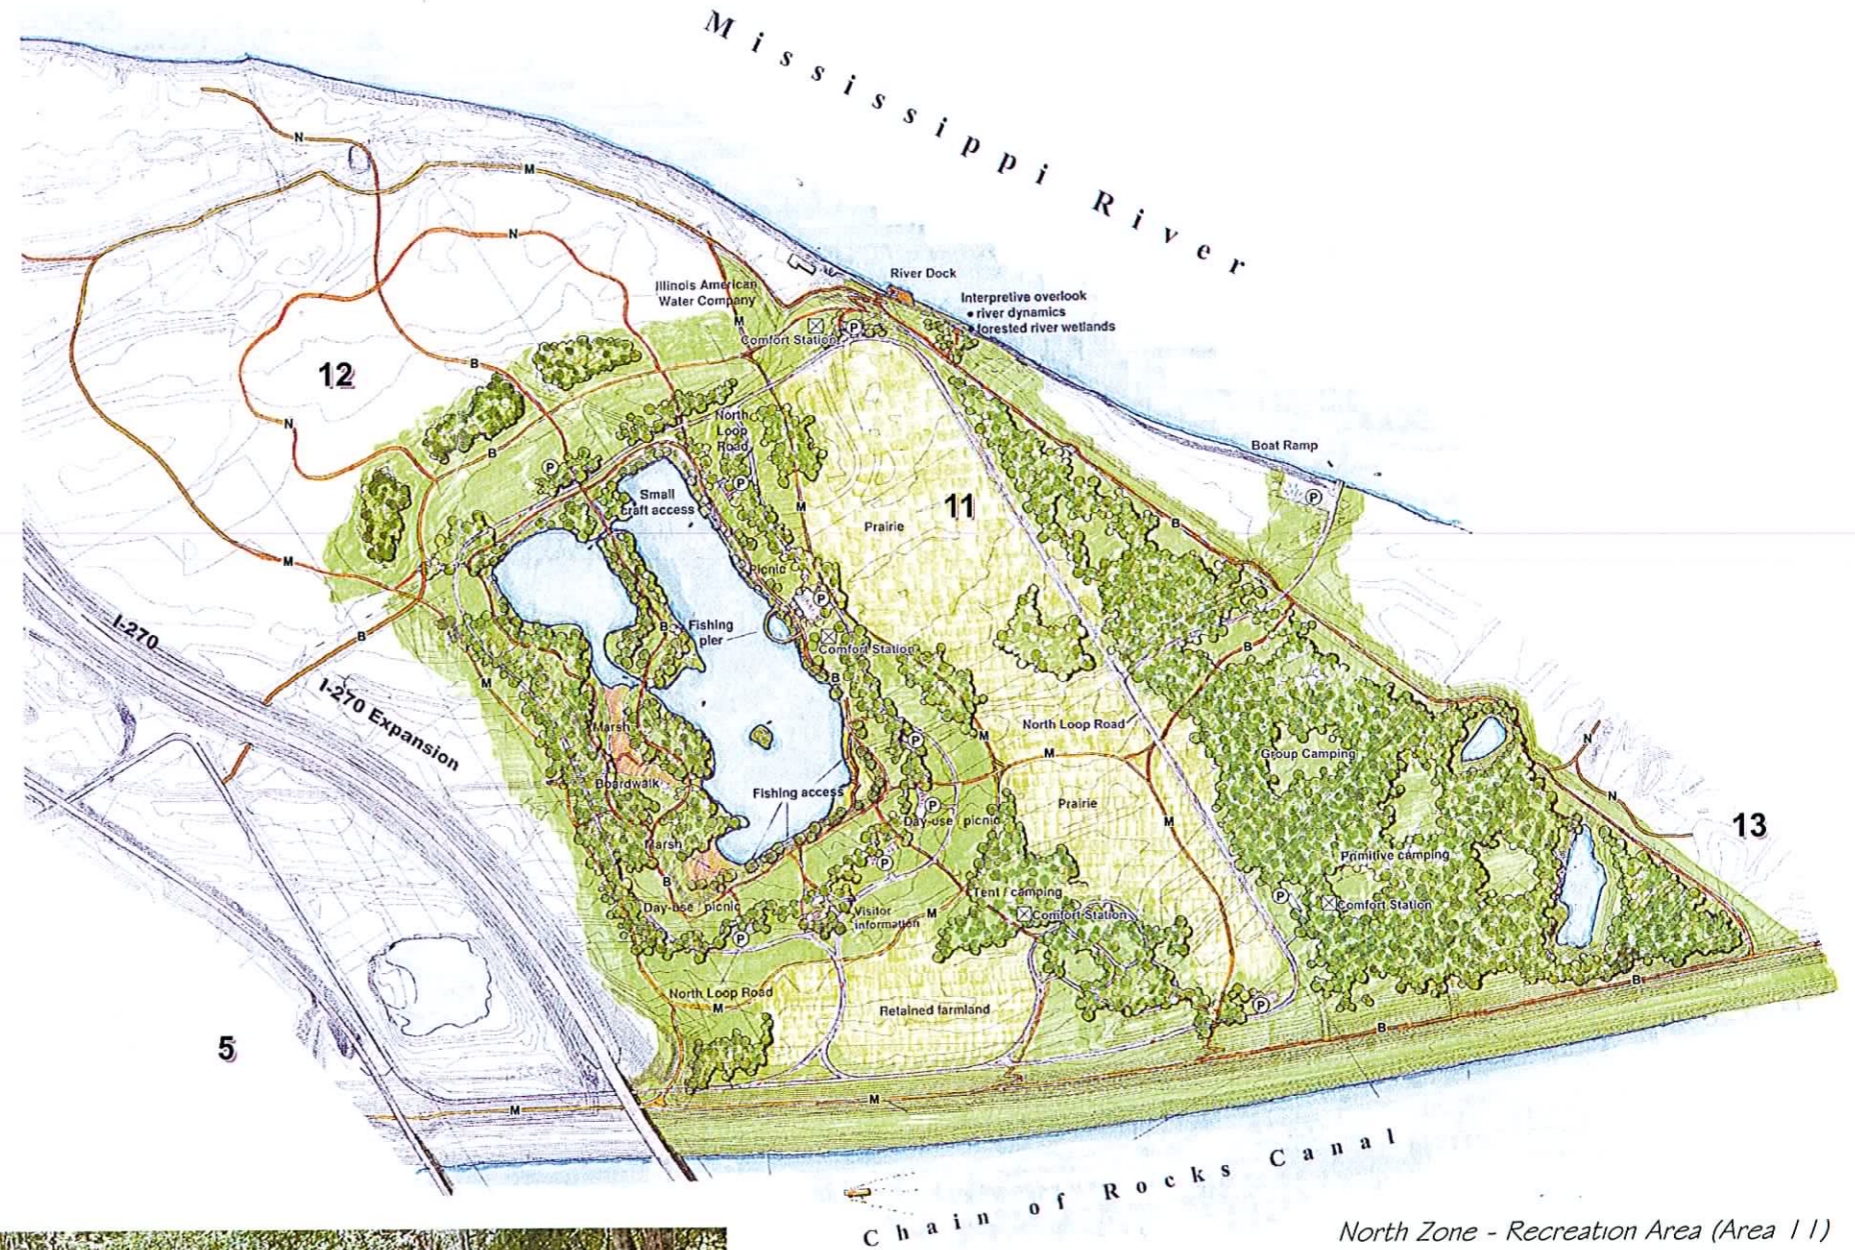 Mississippi River
N
M
N
River Dock
Illinois American
Water Company
Interpretive overlook
• river dynamics
• forested river wetlands
M
P
Comfort Station
12
B
North
Loop
Road
N
B
Boat Ramp
P
P
P
Small
craft access
M
11
Prairie
B
M
Picnic
P
I-270
B
B
Fishing
pier
Comfort Station
B
I-270 Expansion
M
B
Marsh
North Loop Road
M
P
M
N
Group Camping
Boardwalk
Fishing access
N
P
Prairie
Day-use / picnic
M
13
Marsh
P
Primitive camping
B
Tent / camping
P
Day-use / picnic
Visitor
information
M
Comfort Station
Comfort Station
P
North Loop Road
M
Retained farmland
P
B
B
5
M
M
Chain of Rocks Canal
North Zone - Recreation Area (Area 11)